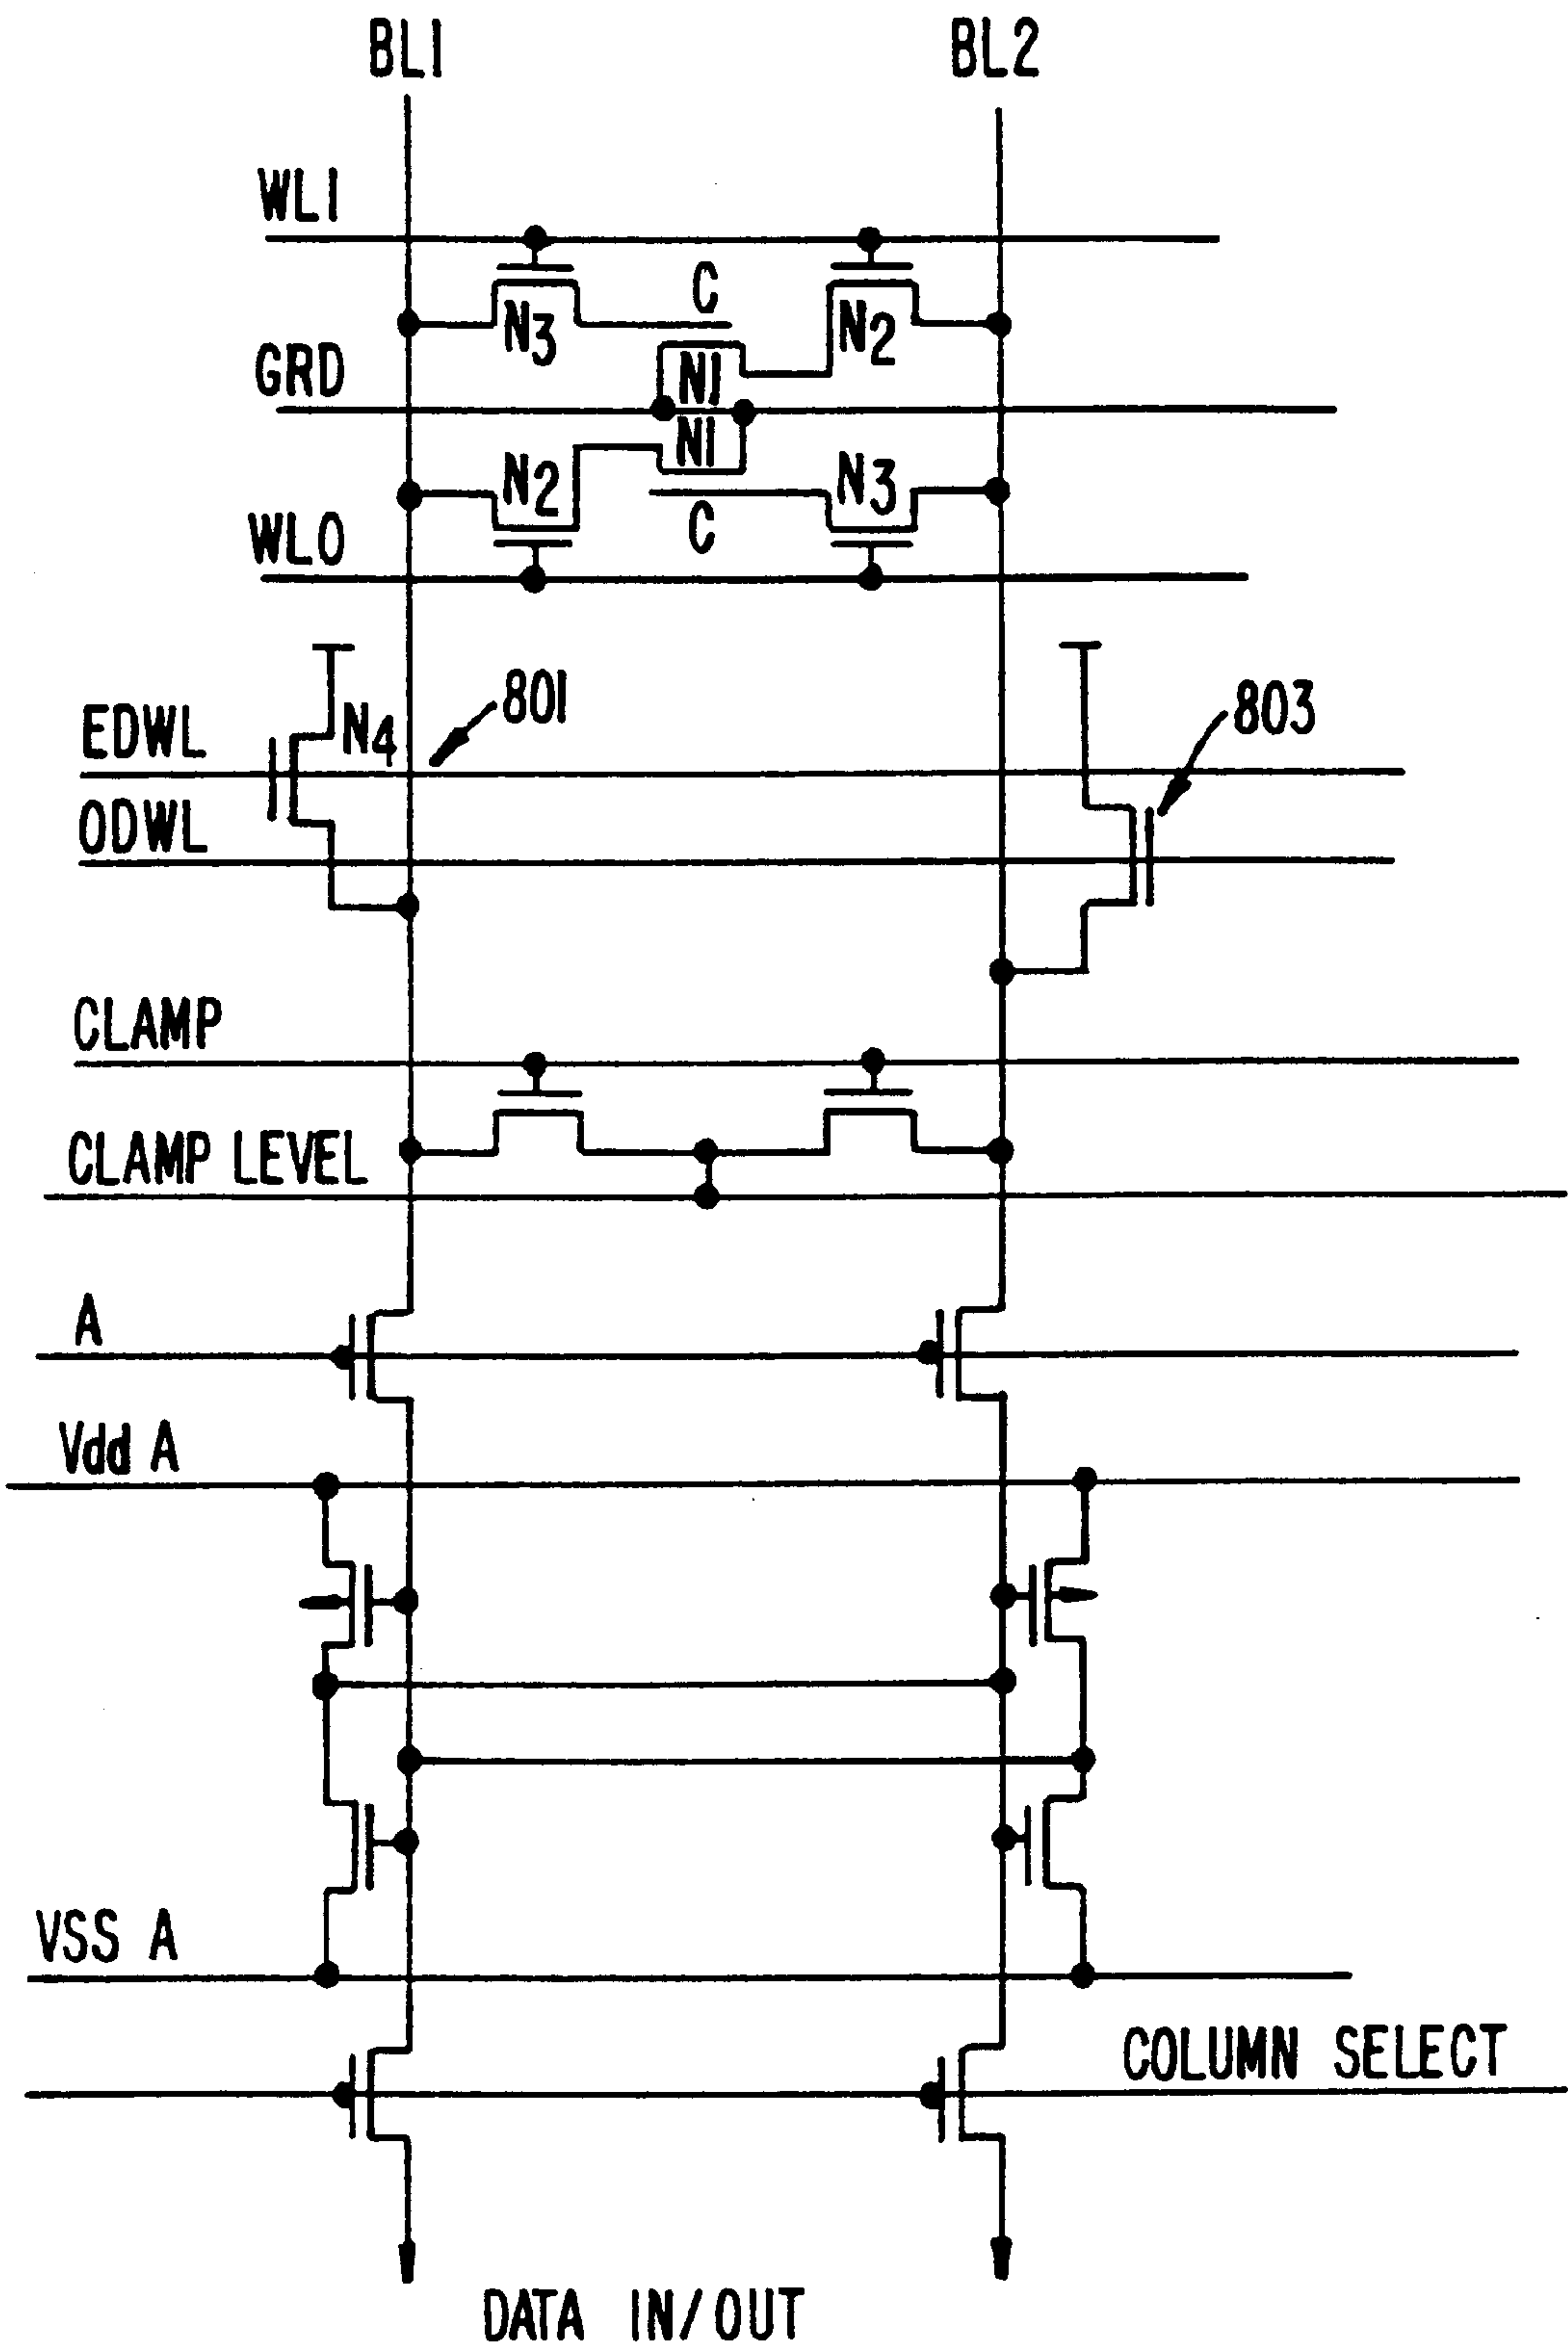 BL1 BL2
WL1
C
N3 N2
GRD
N1
N1
N2 N3
C
WL0
801
803
EDWL N4
ODWL
CLAMP
CLAMP LEVEL
A
Vdd A
VSS A
COLUMN SELECT
DATA IN/OUT